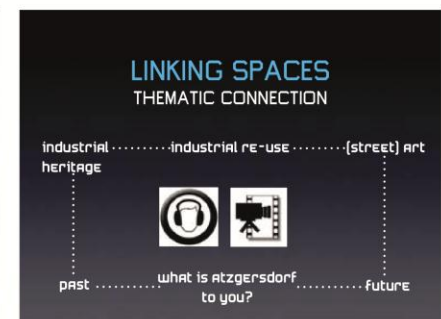 LINKING SPACES
THEMATIC CONNECTION
industrial ·········industrial re-use ········(street) art
heritage
what is atzgersdorf
past ·········· ··········future
to you?